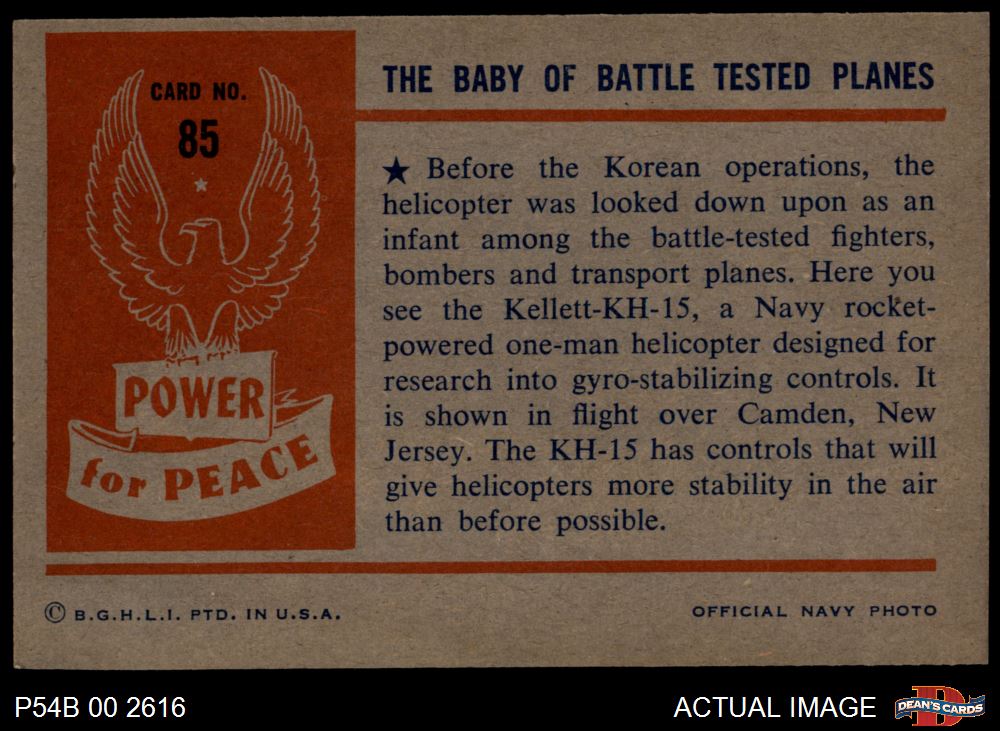 CARD NO.
85
POWER
for PEACE
THE BABY OF BATTLE TESTED PLANES
★ Before the Korean operations, the
helicopter was looked down upon as an
infant among the battle-tested fighters,
bombers and transport planes. Here you
see the Kellett-KH-15, a Navy rocket-
powered one-man helicopter designed for
research into gyro-stabilizing controls. It
is shown in flight over Camden, New
Jersey. The KH-15 has controls that will
give helicopters more stability in the air
than before possible.
© B.G.H.L.I. PTD. IN U.S.A.
OFFICIAL NAVY PHOTO
P54B 00 2616
ACTUAL IMAGE
D
DEAN'S CARDS